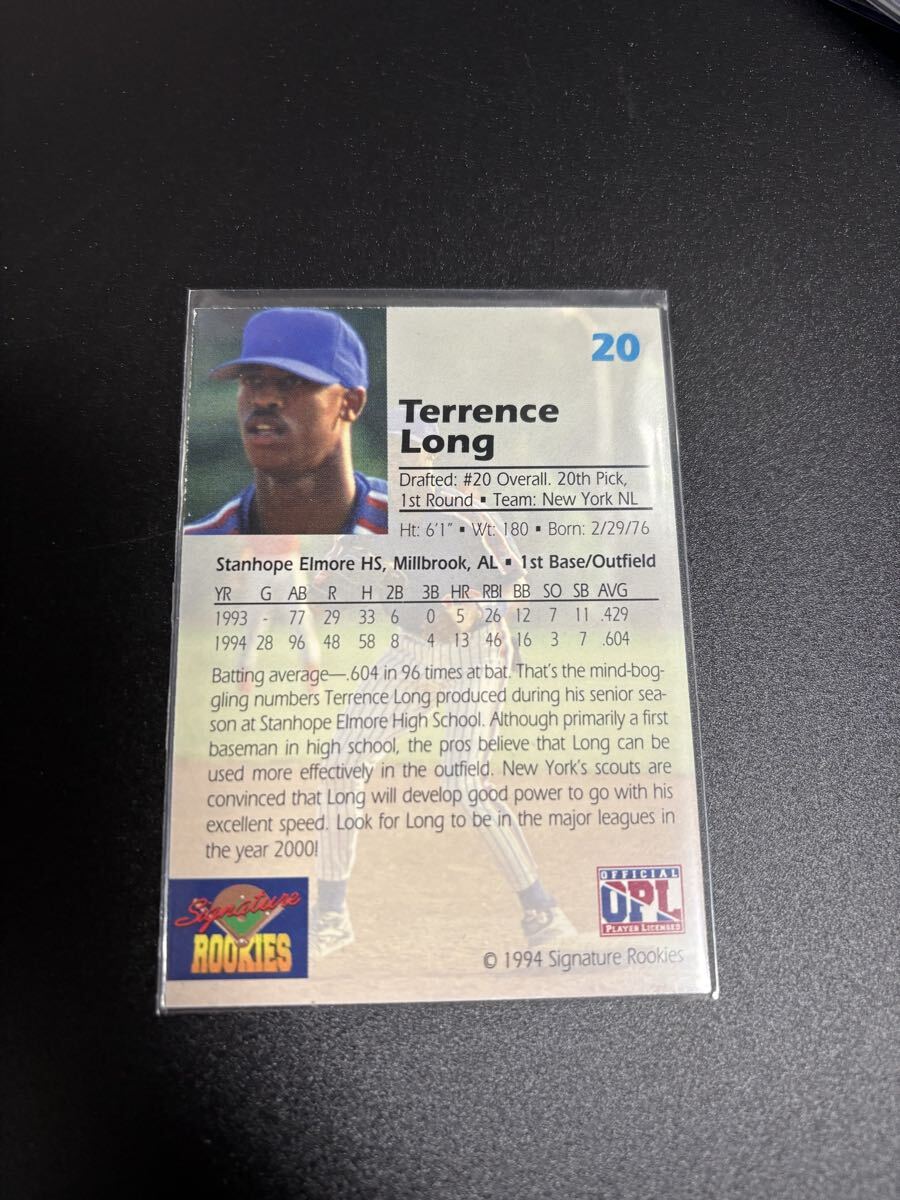 20
Terrence
Long
Drafted: #20 Overall. 20th Pick,
1st Round ▪ Team: New York NL
Ht: 6'1" ▪ Wt: 180 ▪ Born: 2/29/76
Stanhope Elmore HS, Millbrook, AL ▪ 1st Base/Outfield
YR G AB R H 2B 3B HR RBI BB SO SB AVG
1993 - 77 29 33 6 0 5 26 12 7 11 .429
1994 28 96 48 58 8 4 13 46 16 3 7 .604
Batting average—.604 in 96 times at bat. That's the mind-bog-
gling numbers Terrence Long produced during his senior sea-
son at Stanhope Elmore High School. Although primarily a first
baseman in high school, the pros believe that Long can be
used more effectively in the outfield. New York's scouts are
convinced that Long will develop good power to go with his
excellent speed. Look for Long to be in the major leagues in
the year 2000!
Signature
ROOKIES
OFFICIAL
OPL
PLAYER LICENSED
© 1994 Signature Rookies